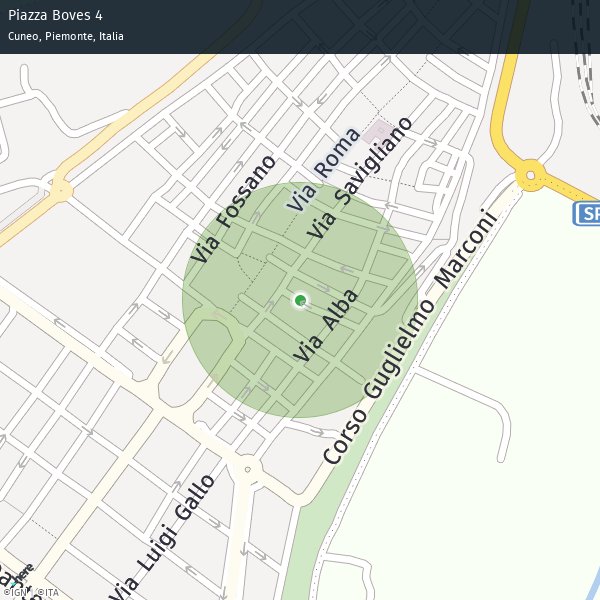 Piazza Boves 4
Cuneo, Piemonte, Italia
Via Roma
Via Savigliano
Via Fossano
SP
Corso Guglielmo Marconi
Via Alba
Via Luigi Gallo
here
©IGN | ©ITA